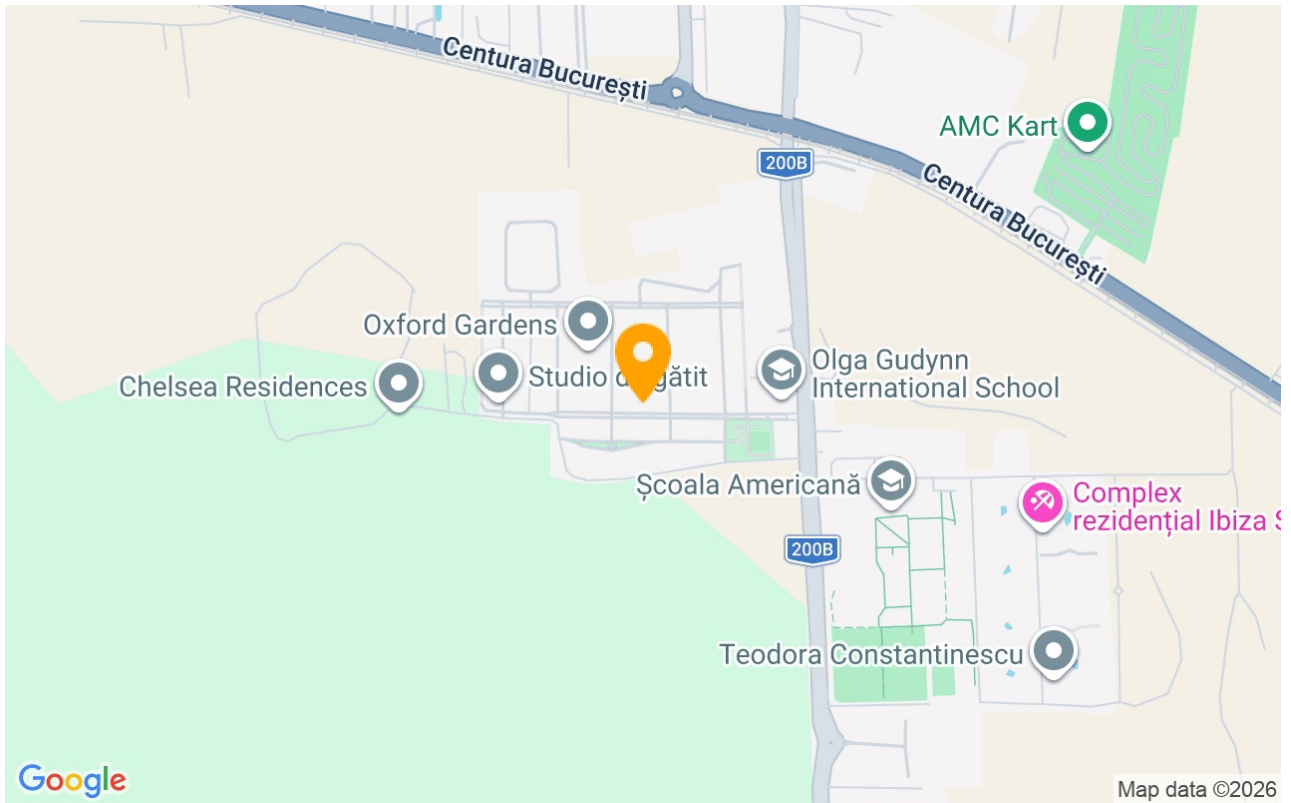 Centura București
AMC Kart
200B
Centura București
Oxford Gardens
Studio d gătit
Olga Gudynn
International School
Chelsea Residences
Școala Americană
Complex
rezidențial Ibiza S
200B
Teodora Constantinescu
Google
Map data ©2026